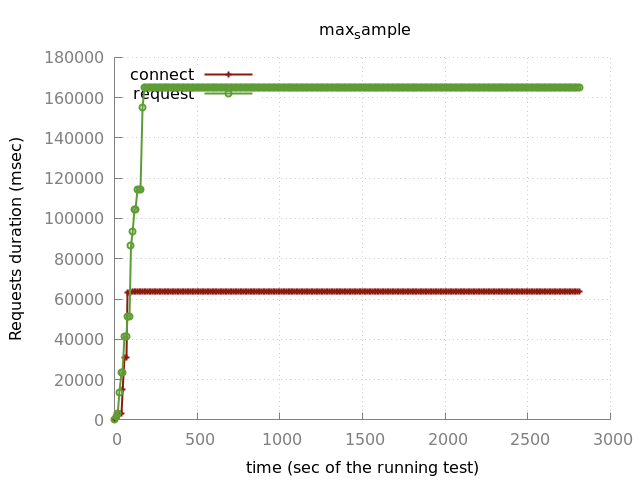 max_sample
connect
request
Requests duration (msec)
180000
160000
140000
120000
100000
80000
60000
40000
20000
0
0 500 1000 1500 2000 2500 3000
time (sec of the running test)